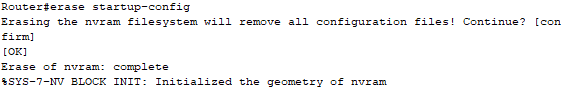 Router#erase startup-config
Erasing the nvram filesystem will remove all configuration files! Continue? [con
firm]
[OK]
Erase of nvram: complete
%SYS-7-NV BLOCK INIT: Initialized the geometry of nvram